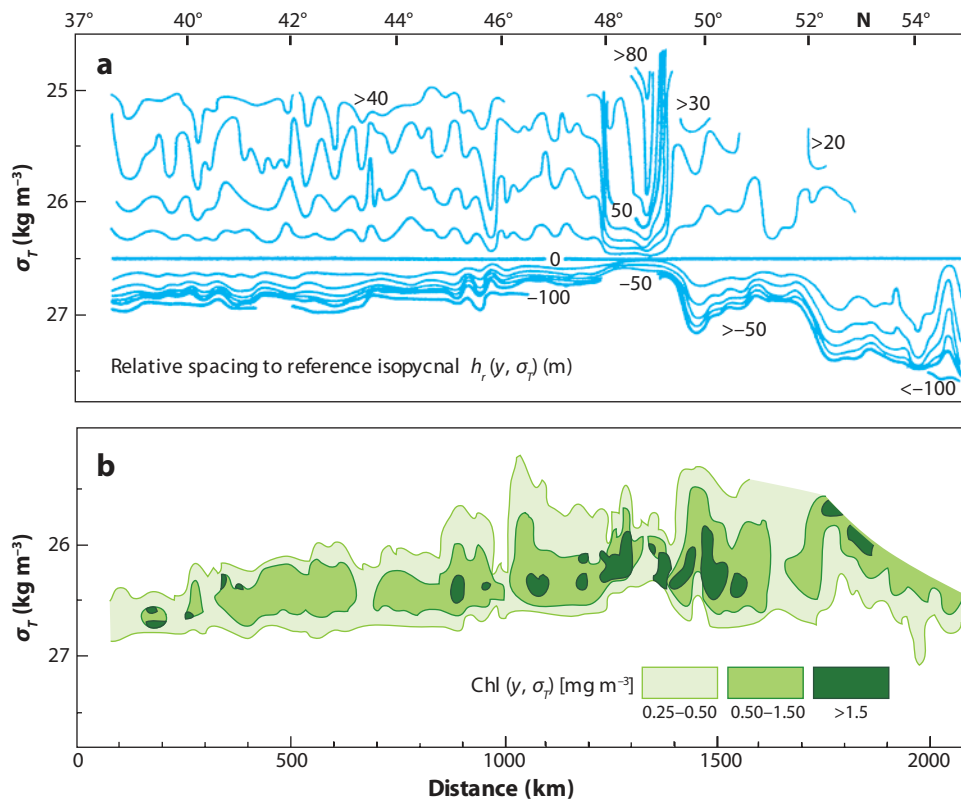 37° 40° 42° 44° 46° 48° 50° 52° N 54°
a
>80
25
>40
>30
>20
σT (kg m−3)
26
50
0
−50
−100
27
>−50
Relative spacing to reference isopycnal hr (y, σT) (m)
<−100
b
26
σT (kg m−3)
27
Chl (y, σT) [mg m−3]
0.25–0.50 0.50–1.50 >1.5
0 500 1000 1500 2000
Distance (km)